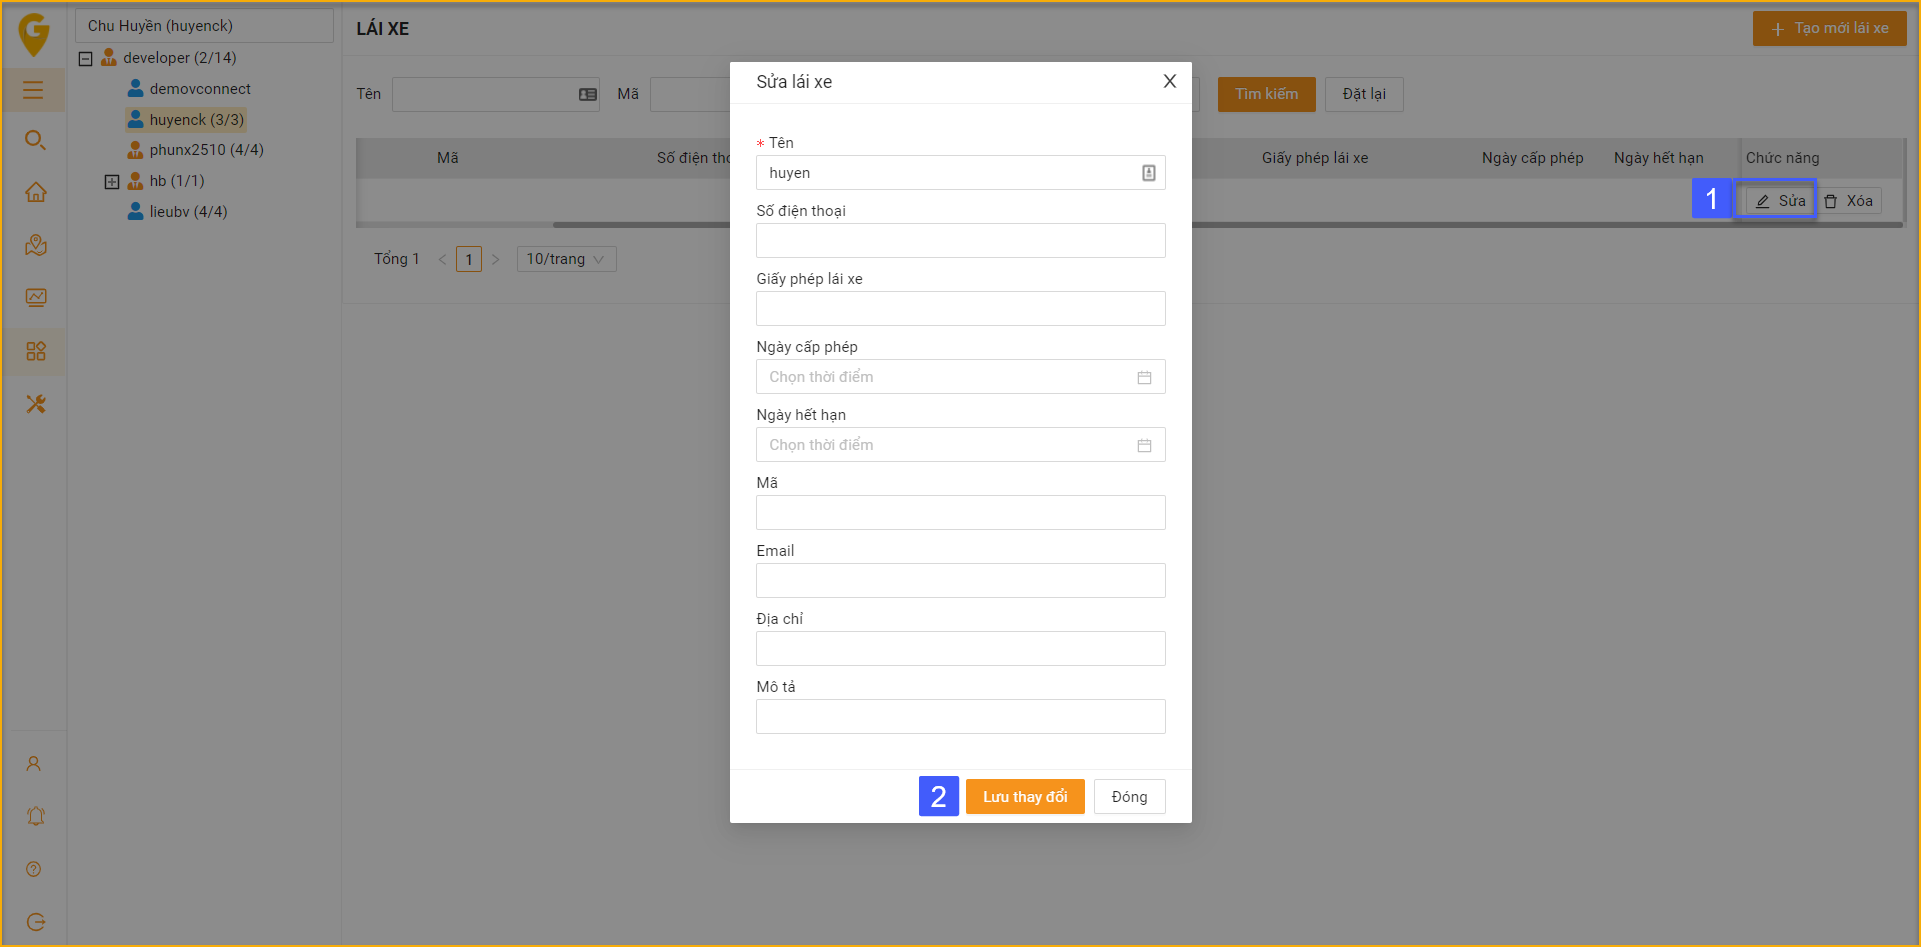 Chu Huyền (huyenck)
developer (2/14)
demovconnect
huyenck (3/3)
phunx2510 (4/4)
hb (1/1)
lieubv (4/4)
LÁI XE
Tạo mới lái xe
Tên
Mã
Tìm kiếm
Đặt lại
Mã
Số điện tho
Giấy phép lái xe
Ngày cấp phép
Ngày hết hạn
Chức năng
1
Sửa
Xóa
Tổng 1
1
10/trang
Sửa lái xe
* Tên
huyen
Số điện thoại
Giấy phép lái xe
Ngày cấp phép
Chọn thời điểm
Ngày hết hạn
Chọn thời điểm
Mã
Email
Địa chỉ
Mô tả
2
Lưu thay đổi
Đóng